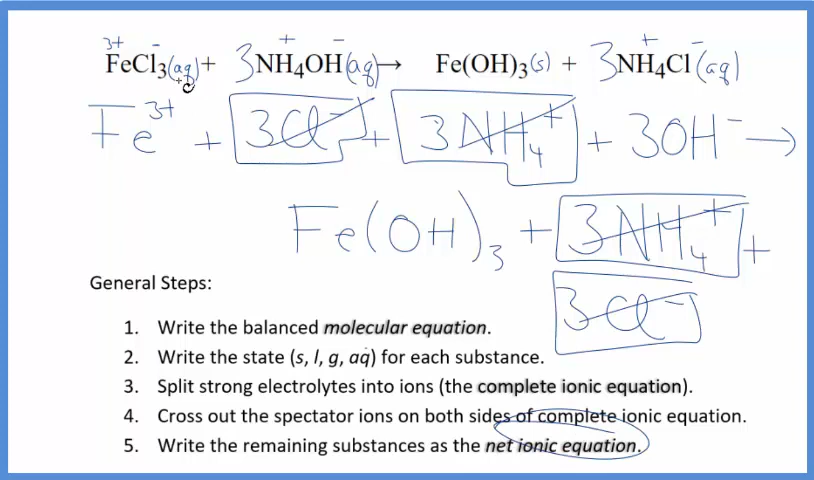 3+ - + - + -
FeCl₃(aq) + 3NH₄OH(aq) → Fe(OH)₃(s) + 3NH₄Cl(aq)
Fe³⁺ + 3Cl⁻ + 3NH₄⁺ + 3OH⁻ →
Fe(OH)₃ + 3NH₄⁺ +
3Cl⁻
General Steps:
1. Write the balanced molecular equation.
2. Write the state (s, l, g, aq) for each substance.
3. Split strong electrolytes into ions (the complete ionic equation).
4. Cross out the spectator ions on both sides of complete ionic equation.
5. Write the remaining substances as the net ionic equation.